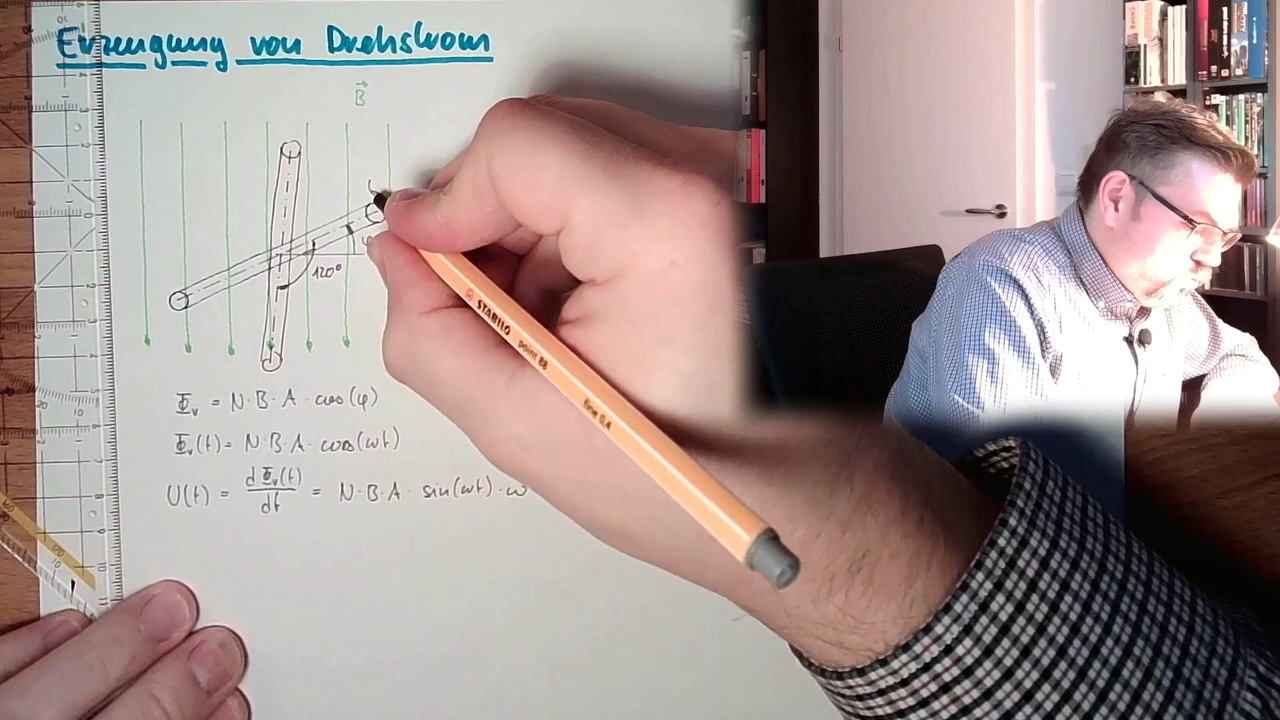 Erzeugung von Drehstrom
B⃗
φ
120°
Φᵥ = N·B·A·cos(φ)
Φᵥ(t) = N·B·A·cos(ωt)
U(t) = dΦᵥ(t)/dt = N·B·A·sin(ωt)·ω
STABILO point 88 fine 0,4